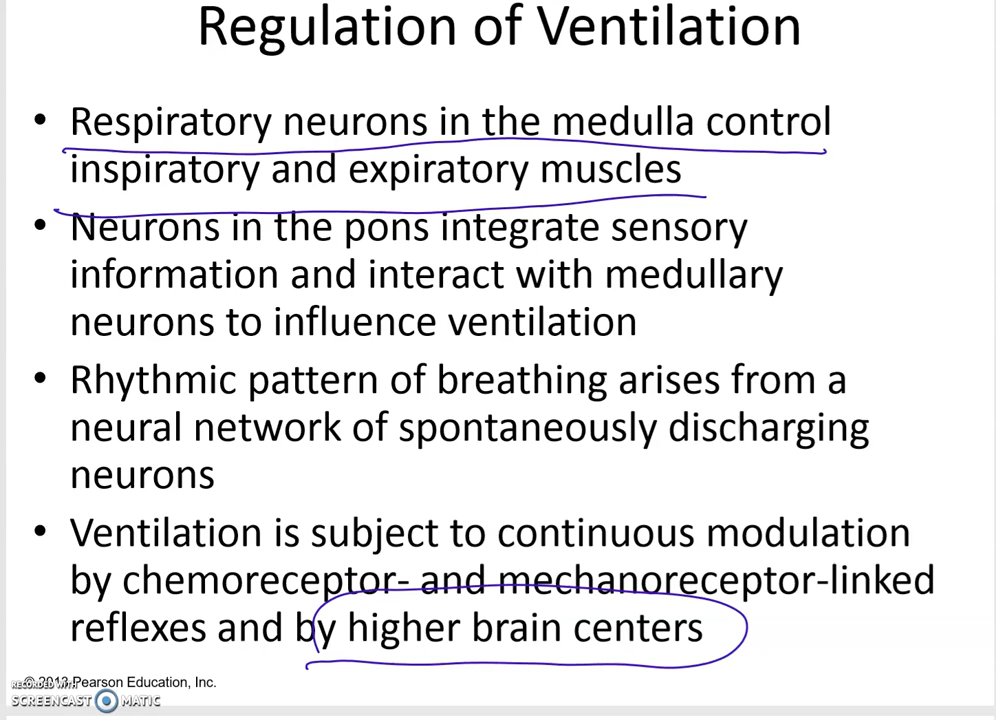 Regulation of Ventilation
• Respiratory neurons in the medulla control
inspiratory and expiratory muscles
• Neurons in the pons integrate sensory
information and interact with medullary
neurons to influence ventilation
• Rhythmic pattern of breathing arises from a
neural network of spontaneously discharging
neurons
• Ventilation is subject to continuous modulation
by chemoreceptor- and mechanoreceptor-linked
reflexes and by higher brain centers
© 2013 Pearson Education, Inc.
RECORDED WITH
SCREENCAST MATIC